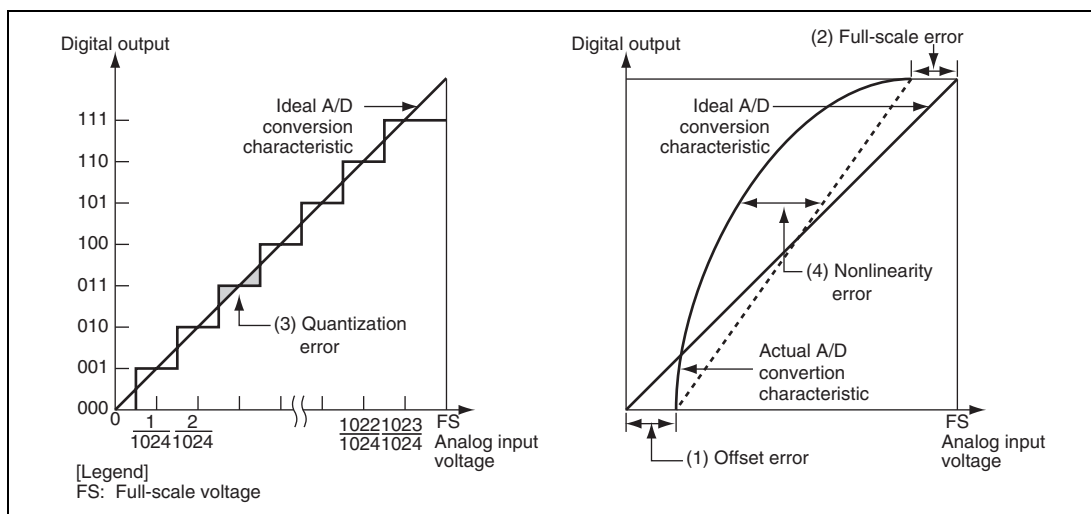 Digital output
Ideal A/D
conversion
characteristic
111
110
101
100
011
010
001
000
(3) Quantization
error
0
1
1024
2
1024
1022
1024
1023
1024
FS
Analog input
voltage
[Legend]
FS: Full-scale voltage
Digital output
(2) Full-scale error
Ideal A/D
conversion
characteristic
(4) Nonlinearity
error
Actual A/D
convertion
characteristic
FS
Analog input
voltage
(1) Offset error